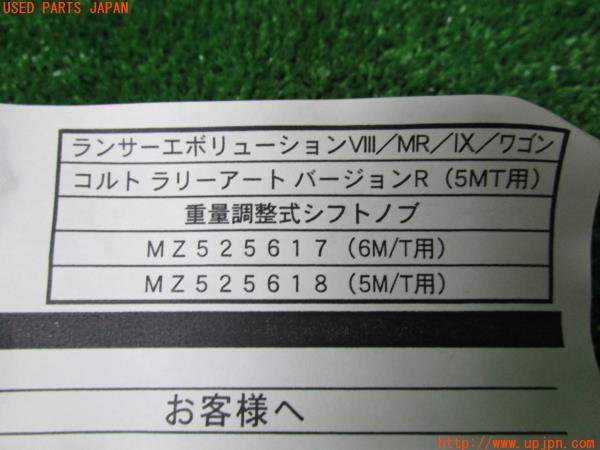 USED PARTS JAPAN
ランサーエボリューションⅧ／MR／Ⅸ／ワゴン
コルト ラリーアート バージョンR（5MT用）
重量調整式シフトノブ
ＭＺ５２５６１７（6M/T用）
ＭＺ５２５６１８（5M/T用）
お客様へ
http://www.upjpn.com/